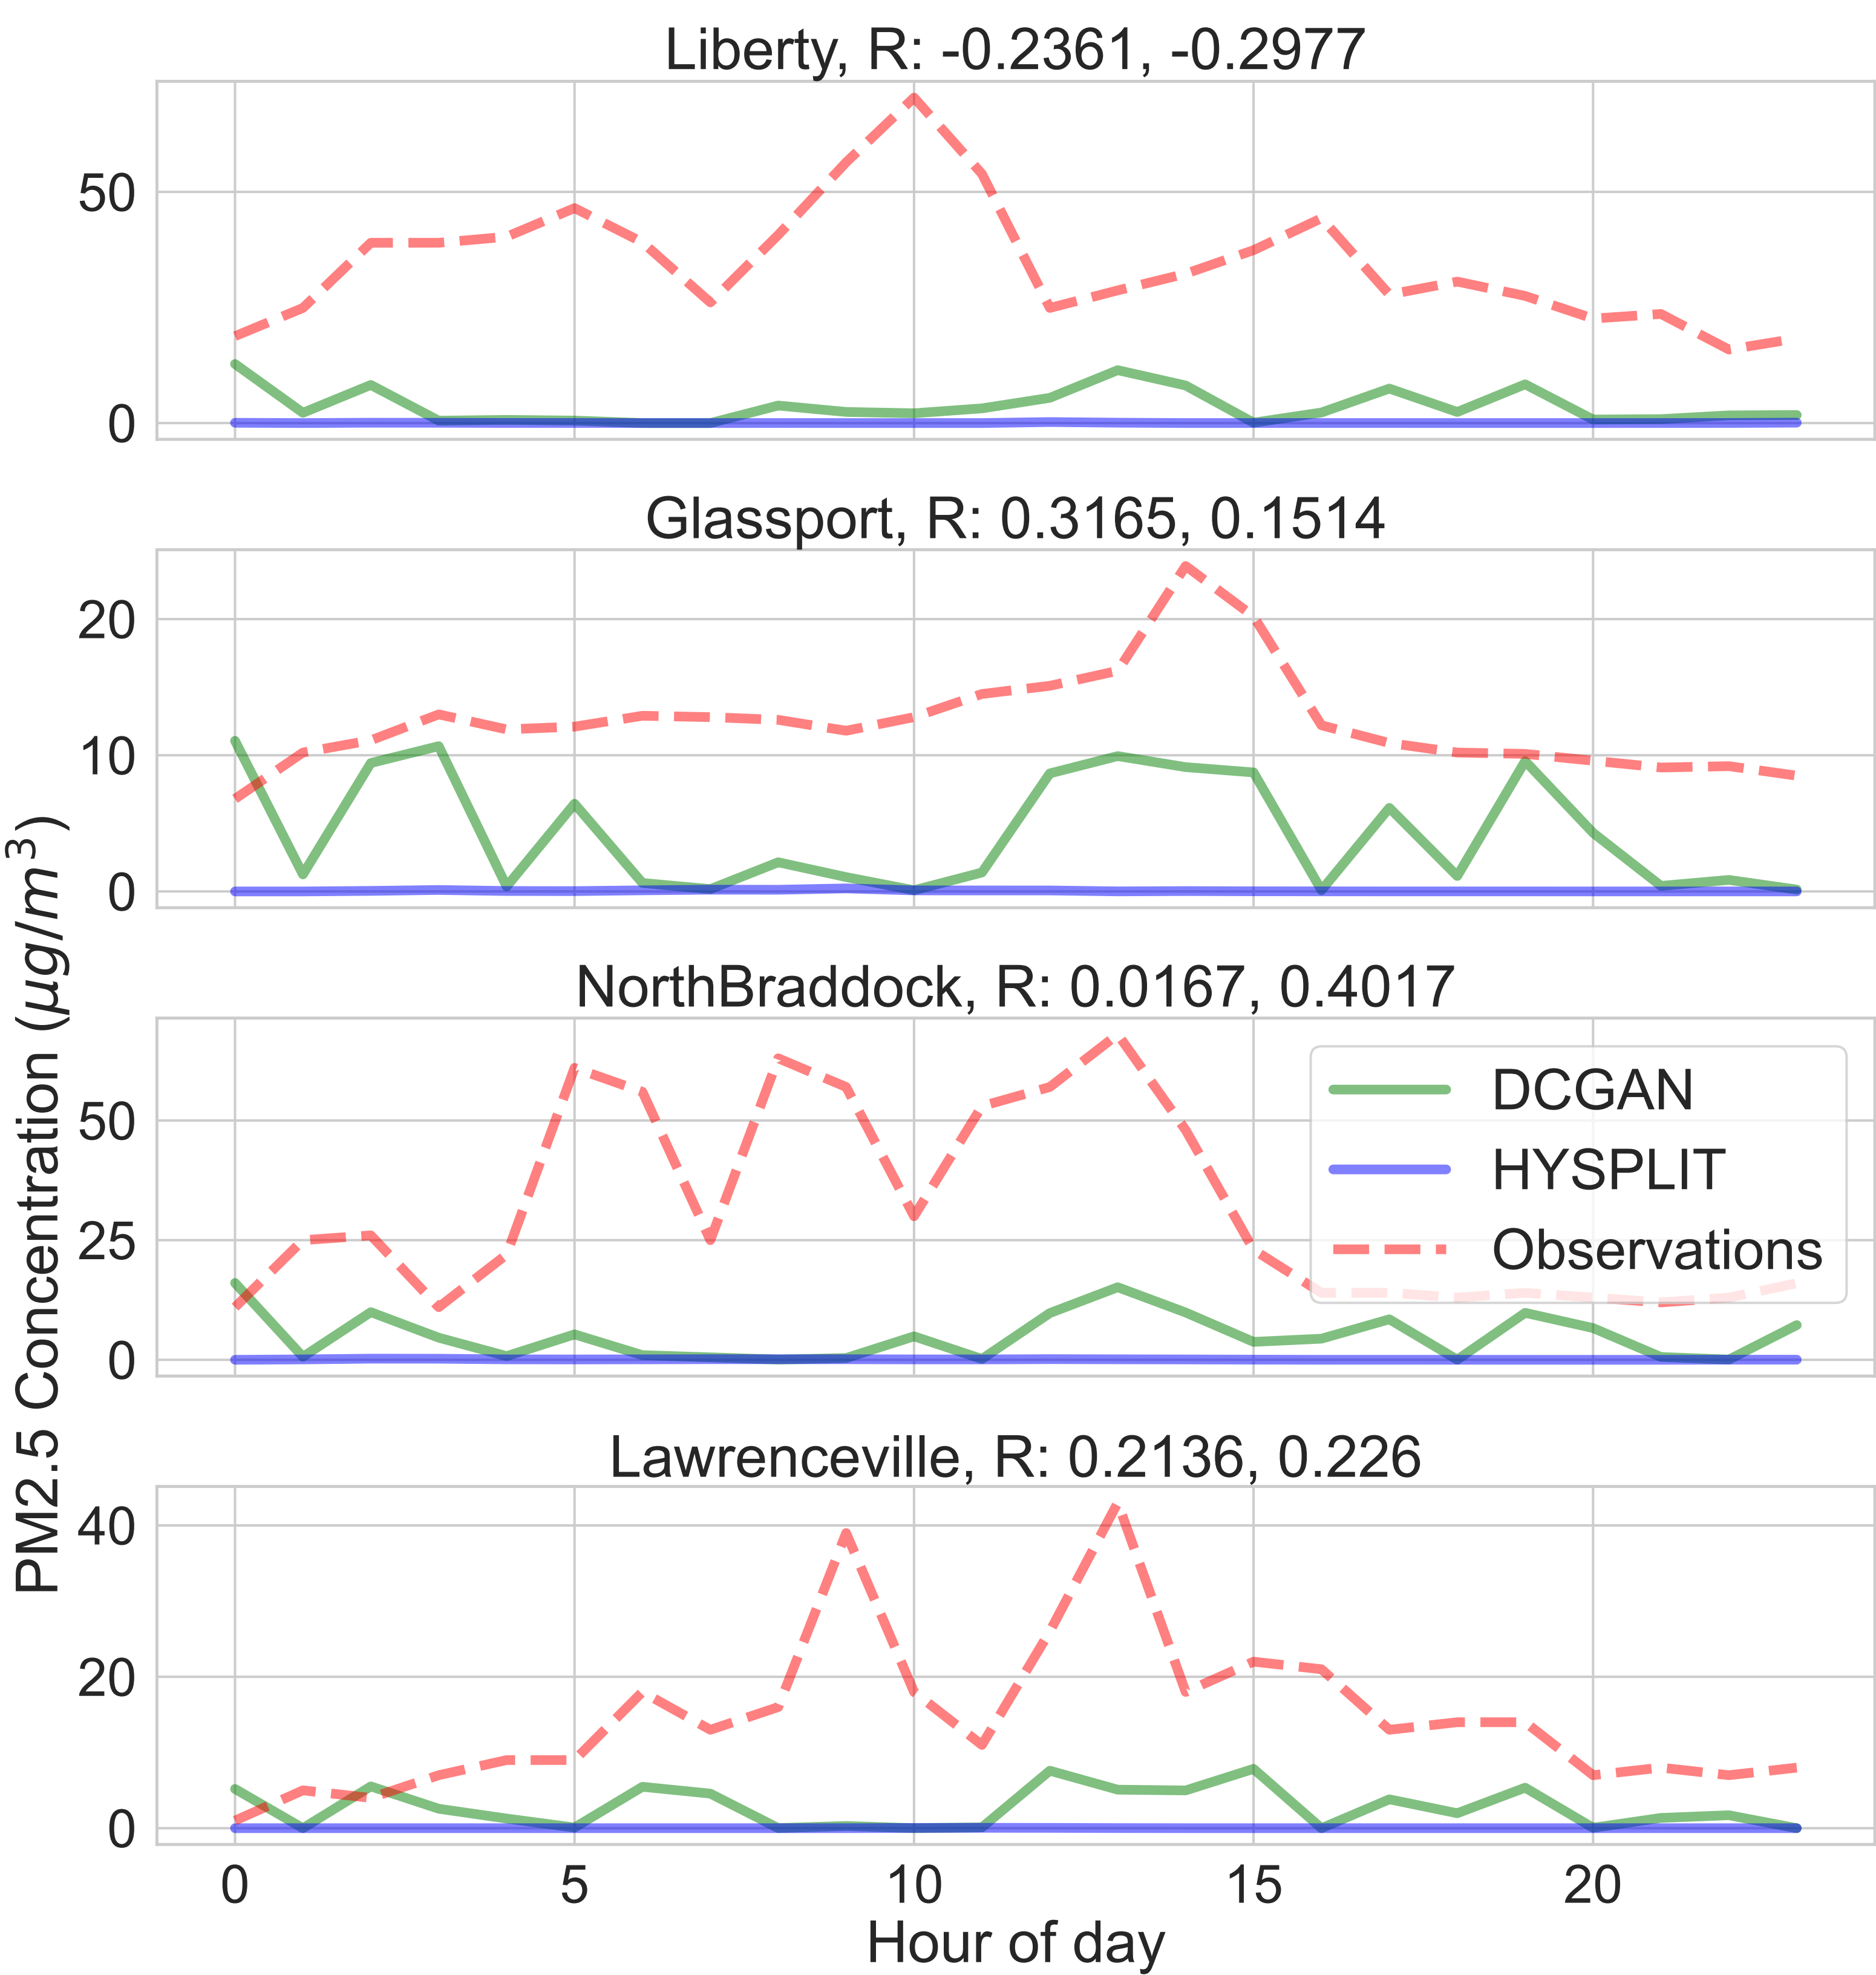 Liberty, R: -0.2361, -0.2977
50
0
Glassport, R: 0.3165, 0.1514
20
10
0
NorthBraddock, R: 0.0167, 0.4017
50
25
0
DCGAN
HYSPLIT
Observations
Lawrenceville, R: 0.2136, 0.226
40
20
0
0 5 10 15 20
Hour of day
PM2.5 Concentration (μg/m³)